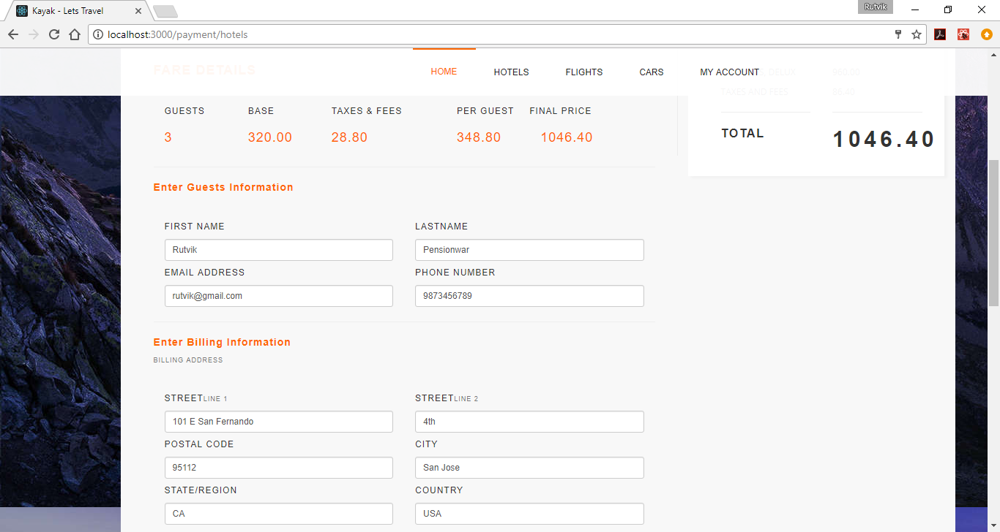 Kayak - Lets Travel
Rutvik
localhost:3000/payment/hotels
HOME HOTELS FLIGHTS CARS MY ACCOUNT
FARE DETAILS
960.00
TAXES AND FEES 86.40
GUESTS BASE TAXES & FEES PER GUEST FINAL PRICE
3 320.00 28.80 348.80 1046.40
TOTAL 1046.40
Enter Guests Information
FIRST NAME LASTNAME
Rutvik Pensionwar
EMAIL ADDRESS PHONE NUMBER
rutvik@gmail.com 9873456789
Enter Billing Information
BILLING ADDRESS
STREETLINE 1 STREETLINE 2
101 E San Fernando 4th
POSTAL CODE CITY
95112 San Jose
STATE/REGION COUNTRY
CA USA